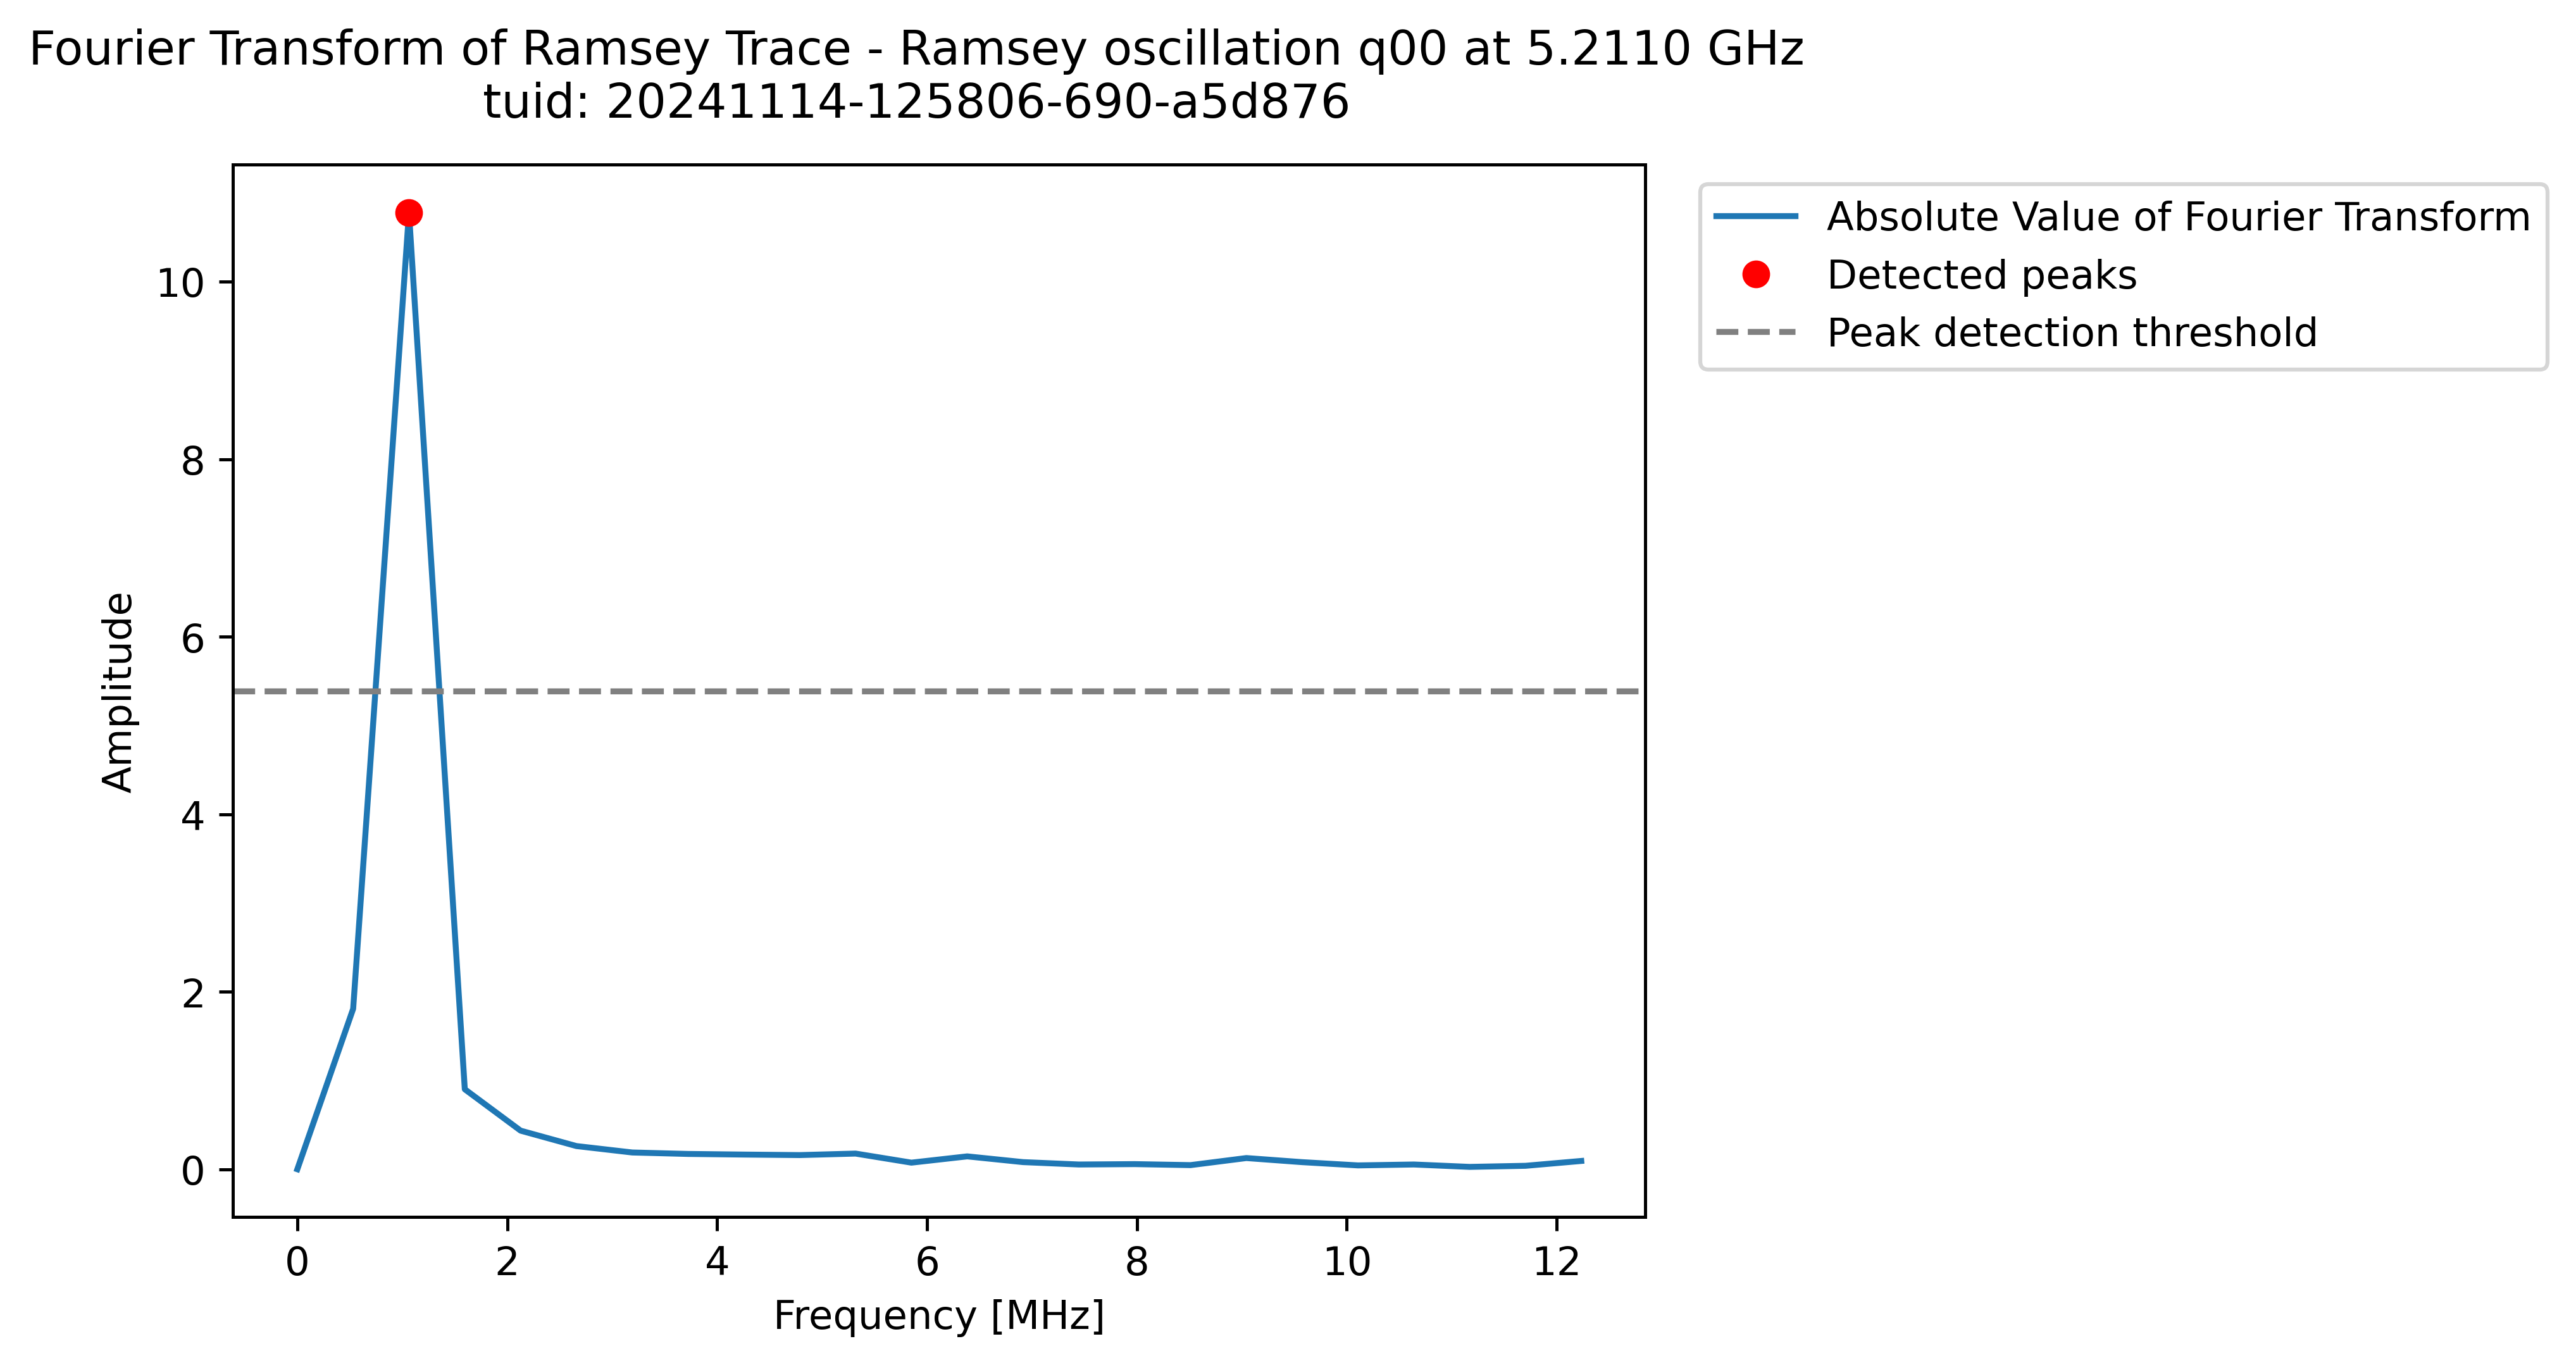 Fourier Transform of Ramsey Trace - Ramsey oscillation q00 at 5.2110 GHz
tuid: 20241114-125806-690-a5d876
Absolute Value of Fourier Transform
Detected peaks
Peak detection threshold
Amplitude
10
8
6
4
2
0
0 2 4 6 8 10 12
Frequency [MHz]